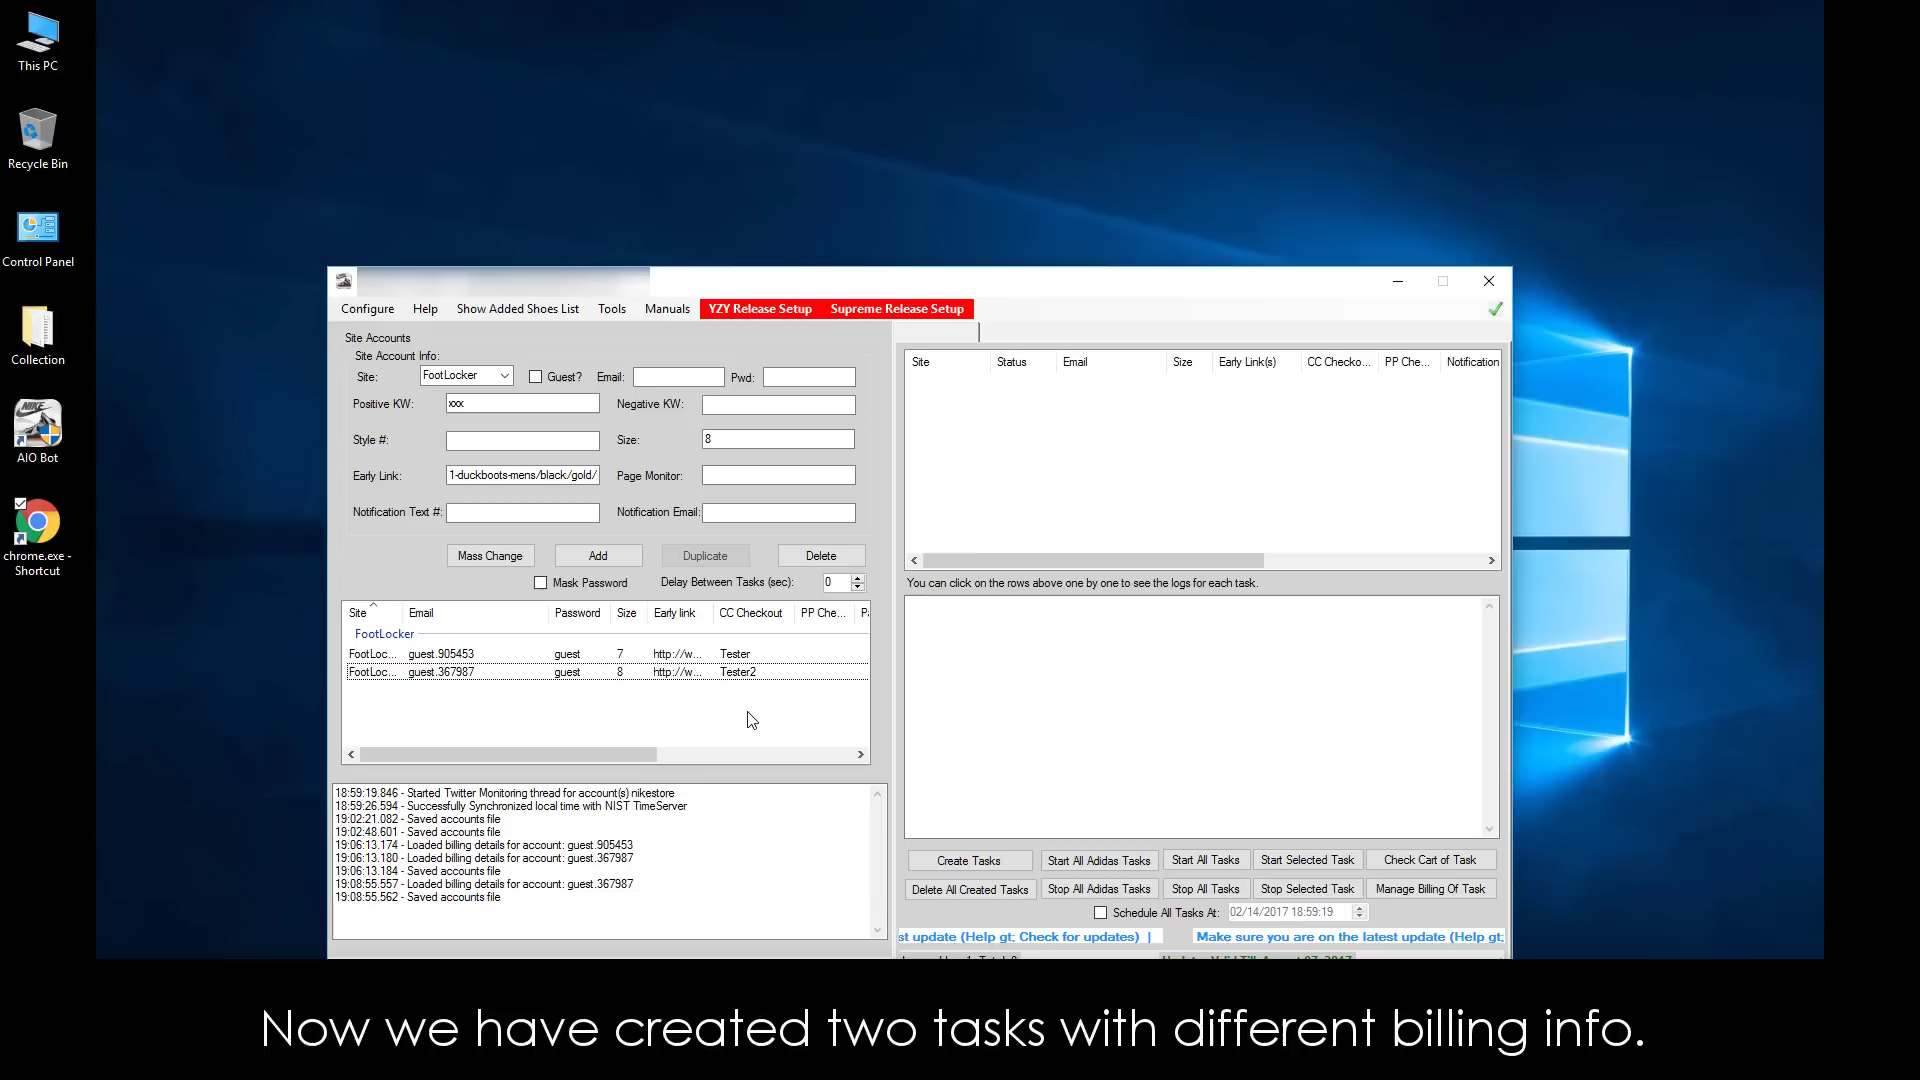 This PC
Recycle Bin
Control Panel
Collection
AIO Bot
chrome.exe -
Shortcut
Configure Help Show Added Shoes List Tools Manuals YZY Release Setup Supreme Release Setup
Site Accounts
Site Account Info:
Site: FootLocker Guest? Email: Pwd:
Positive KW: xxx Negative KW:
Style #: Size: 8
Early Link: 1-duckboots-mens/black/gold/ Page Monitor:
Notification Text #: Notification Email:
Mass Change Add Duplicate Delete
Mask Password Delay Between Tasks (sec): 0
Site Email Password Size Early link CC Checkout PP Che...
FootLocker
FootLoc... guest.905453 guest 7 http://w... Tester
FootLoc... guest.367987 guest 8 http://w... Tester2
18:59:19.846 - Started Twitter Monitoring thread for account(s) nikestore
18:59:26.594 - Successfully Synchronized local time with NIST TimeServer
19:02:21.082 - Saved accounts file
19:02:48.601 - Saved accounts file
19:06:13.174 - Loaded billing details for account: guest.905453
19:06:13.180 - Loaded billing details for account: guest.367987
19:06:13.184 - Saved accounts file
19:08:55.557 - Loaded billing details for account: guest.367987
19:08:55.562 - Saved accounts file
Site Status Email Size Early Link(s) CC Checko... PP Che... Notification
You can click on the rows above one by one to see the logs for each task.
Create Tasks Start All Adidas Tasks Start All Tasks Start Selected Task Check Cart of Task
Delete All Created Tasks Stop All Adidas Tasks Stop All Tasks Stop Selected Task Manage Billing Of Task
Schedule All Tasks At: 02/14/2017 18:59:19
st update (Help gt; Check for updates) | Make sure you are on the latest update (Help gt;
Now we have created two tasks with different billing info.